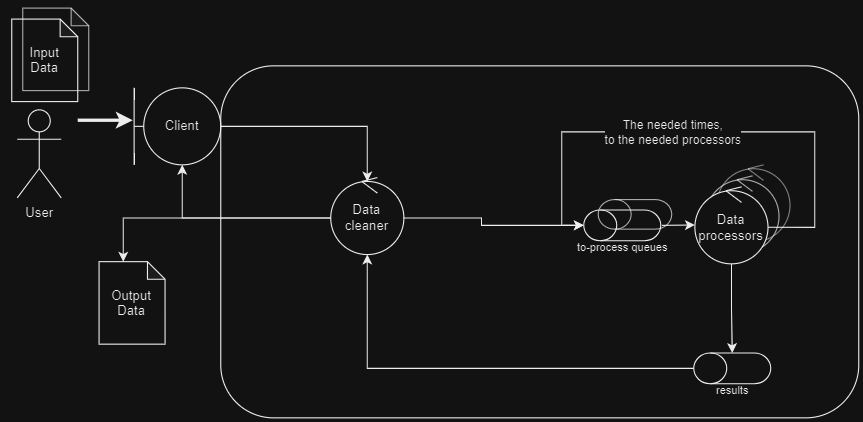 Input
Data
User
Client
The needed times,
to the needed processors
Data
cleaner
to-process queues
Data
processors
Output
Data
results